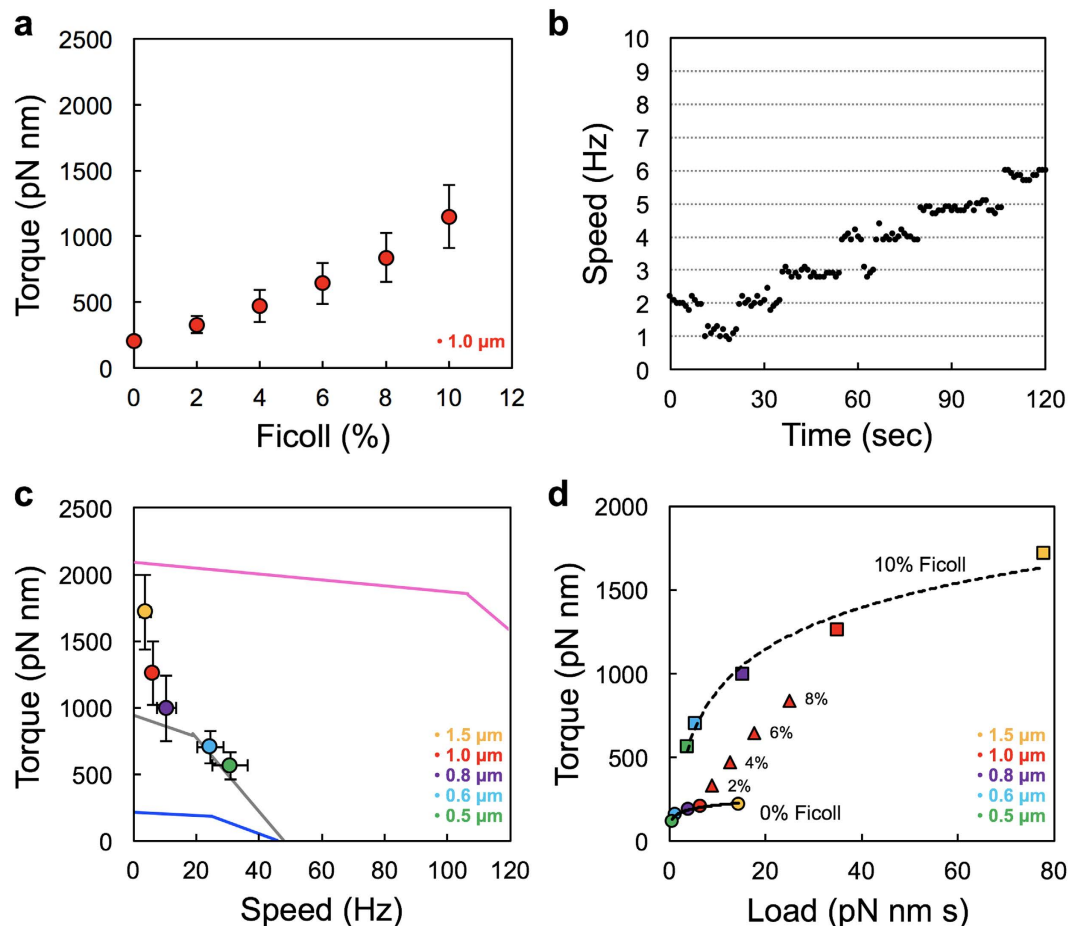 a
Torque (pN nm)
2500
2000
1500
1000
500
0
0 2 4 6 8 10 12
Ficoll (%)
• 1.0 µm
b
Speed (Hz)
10
9
8
7
6
5
4
3
2
1
0
0 30 60 90 120
Time (sec)
c
Torque (pN nm)
2500
2000
1500
1000
500
0
0 20 40 60 80 100 120
Speed (Hz)
• 1.5 µm
• 1.0 µm
• 0.8 µm
• 0.6 µm
• 0.5 µm
d
Torque (pN nm)
2000
1500
1000
500
0
0 20 40 60 80
Load (pN nm s)
10% Ficoll
8%
6%
4%
2%
0% Ficoll
• 1.5 µm
• 1.0 µm
• 0.8 µm
• 0.6 µm
• 0.5 µm